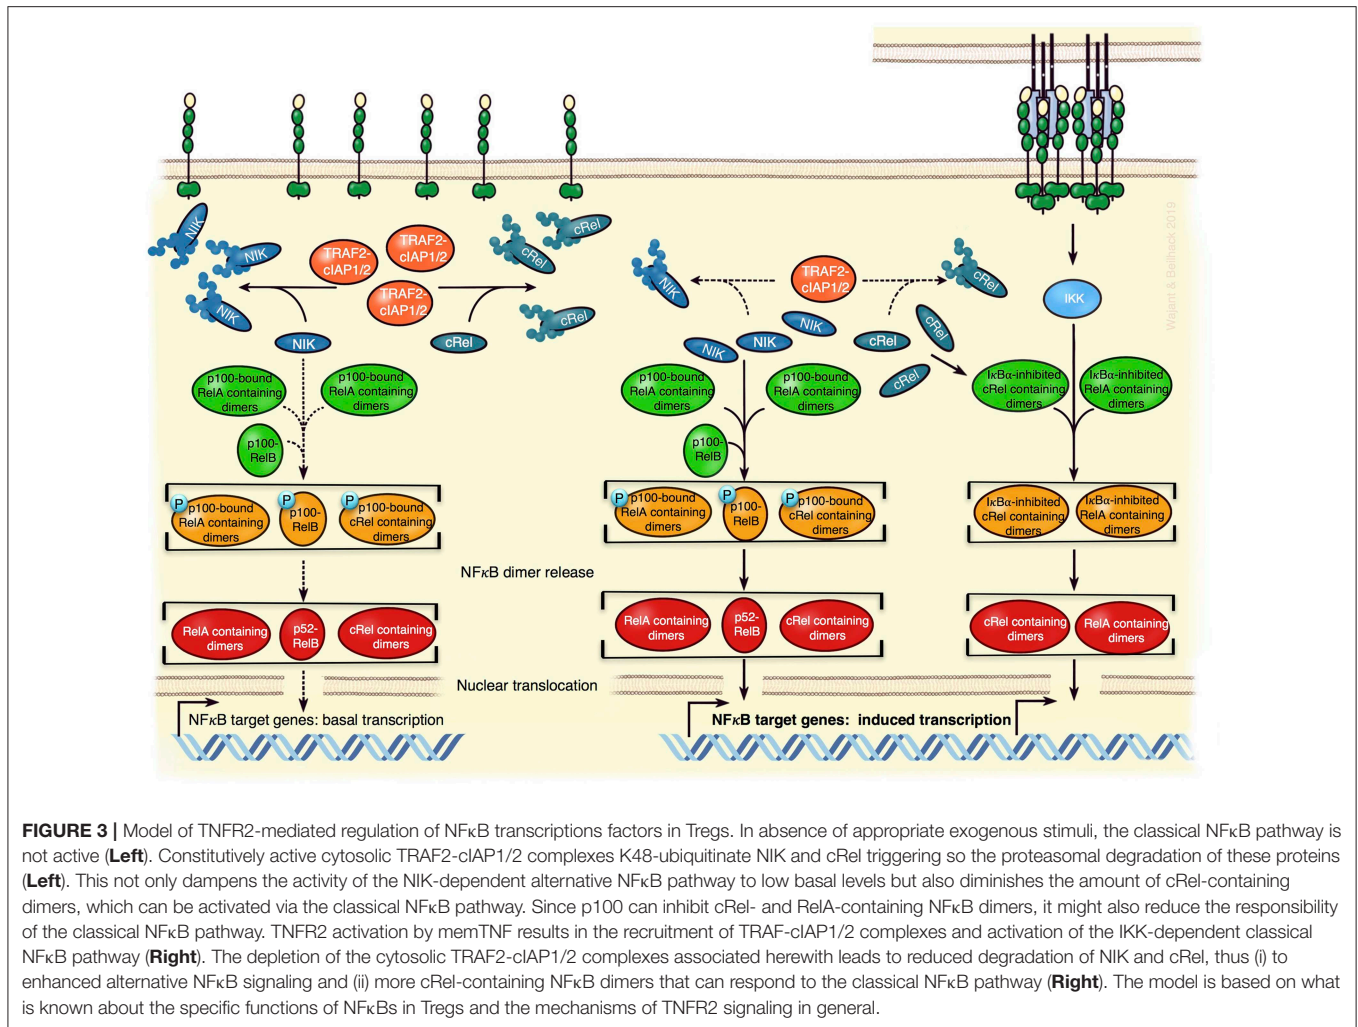 NIK
NIK
NIK
TRAF2-
cIAP1/2
TRAF2-
cIAP1/2
TRAF2-
cIAP1/2
cRel
cRel
cRel
NIK
cRel
p100-bound
RelA containing
dimers
p100-bound
RelA containing
dimers
p100-
RelB
P
p100-bound
RelA containing
dimers
P
p100-
RelB
P
p100-bound
cRel containing
dimers
NFκB dimer release
RelA containing
dimers
p52-
RelB
cRel containing
dimers
Nuclear translocation
NFκB target genes: basal transcription
NIK
TRAF2-
cIAP1/2
cRel
NIK
NIK
NIK
cRel
cRel
cRel
p100-bound
RelA containing
dimers
p100-bound
RelA containing
dimers
p100-
RelB
P
p100-bound
RelA containing
dimers
P
p100-
RelB
P
p100-bound
cRel containing
dimers
RelA containing
dimers
p52-
RelB
cRel containing
dimers
IKK
IκBα-inhibited
cRel containing
dimers
IκBα-inhibited
RelA containing
dimers
IκBα-inhibited
cRel containing
dimers
IκBα-inhibited
RelA containing
dimers
cRel containing
dimers
RelA containing
dimers
NFκB target genes: induced transcription
Wajant & Beilhack 2019
FIGURE 3 | Model of TNFR2-mediated regulation of NFκB transcriptions factors in Tregs. In absence of appropriate exogenous stimuli, the classical NFκB pathway is
not active (Left). Constitutively active cytosolic TRAF2-cIAP1/2 complexes K48-ubiquitinate NIK and cRel triggering so the proteasomal degradation of these proteins
(Left). This not only dampens the activity of the NIK-dependent alternative NFκB pathway to low basal levels but also diminishes the amount of cRel-containing
dimers, which can be activated via the classical NFκB pathway. Since p100 can inhibit cRel- and RelA-containing NFκB dimers, it might also reduce the responsibility
of the classical NFκB pathway. TNFR2 activation by memTNF results in the recruitment of TRAF-cIAP1/2 complexes and activation of the IKK-dependent classical
NFκB pathway (Right). The depletion of the cytosolic TRAF2-cIAP1/2 complexes associated herewith leads to reduced degradation of NIK and cRel, thus (i) to
enhanced alternative NFκB signaling and (ii) more cRel-containing NFκB dimers that can respond to the classical NFκB pathway (Right). The model is based on what
is known about the specific functions of NFκBs in Tregs and the mechanisms of TNFR2 signaling in general.